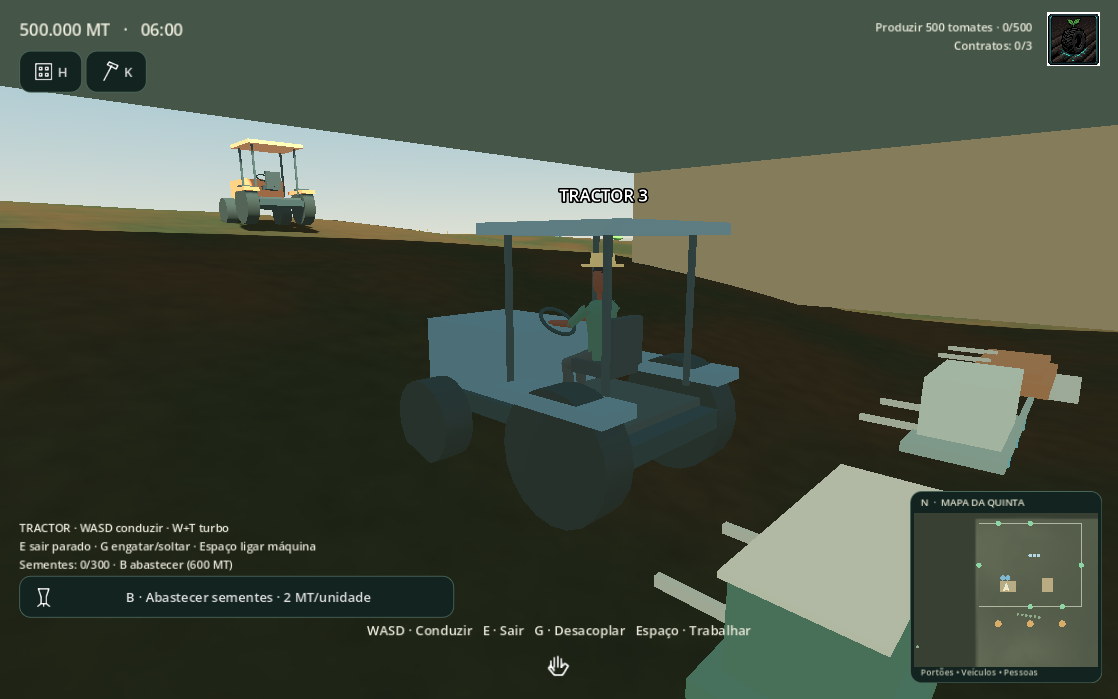 500.000 MT · 06:00
H
K
Produzir 500 tomates · 0/500
Contratos: 0/3
TRACTOR 3
TRACTOR · WASD conduzir · W+T turbo
E sair parado · G engatar/soltar · Espaço ligar máquina
Sementes: 0/300 · B abastecer (600 MT)
B · Abastecer sementes · 2 MT/unidade
WASD · Conduzir E · Sair G · Desacoplar Espaço · Trabalhar
N · MAPA DA QUINTA
Portões • Veículos • Pessoas